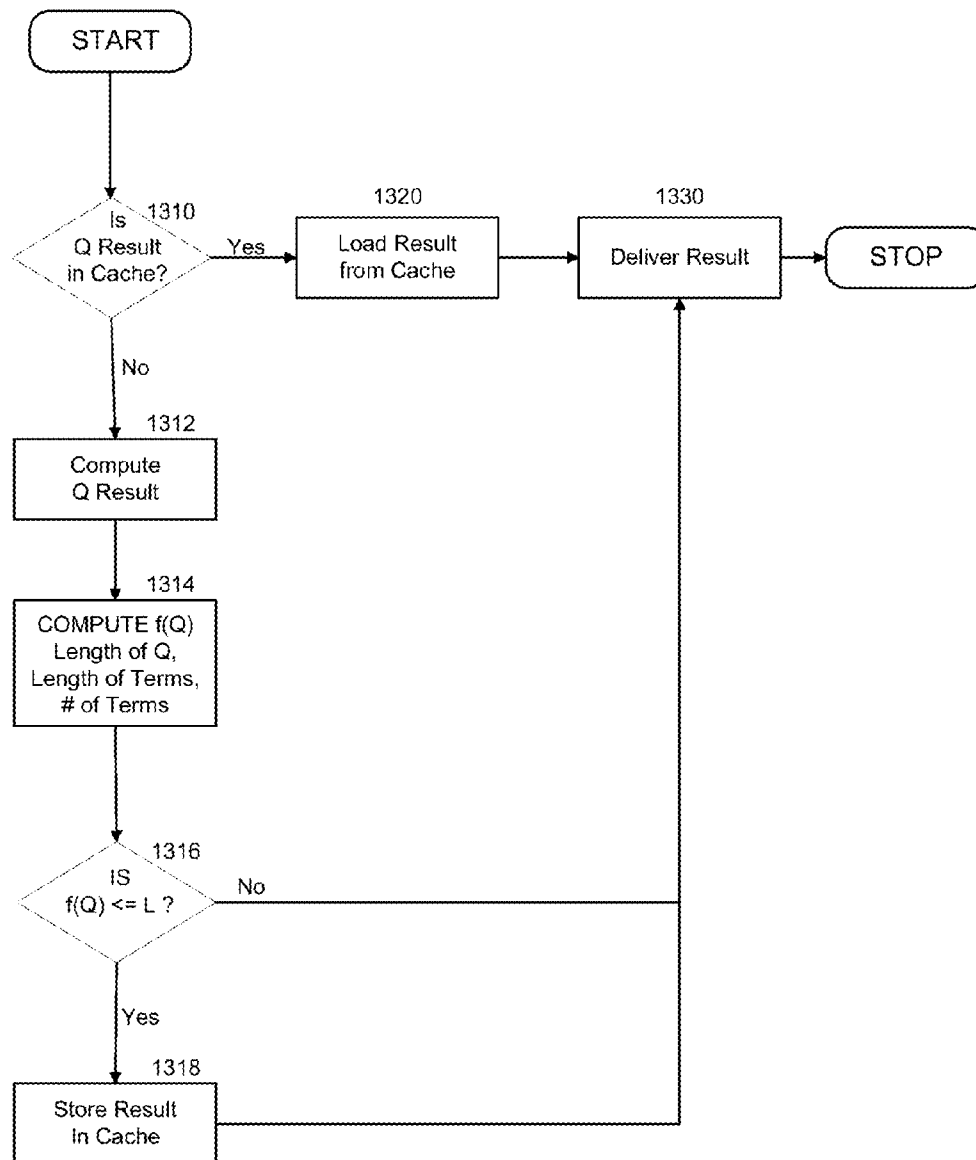 START
1310
Is
Q Result
in Cache?
Yes
1320
Load Result
from Cache
1330
Deliver Result
STOP
No
1312
Compute
Q Result
1314
COMPUTE f(Q)
Length of Q,
Length of Terms,
# of Terms
1316
IS
f(Q) <= L ?
No
Yes
1318
Store Result
In Cache